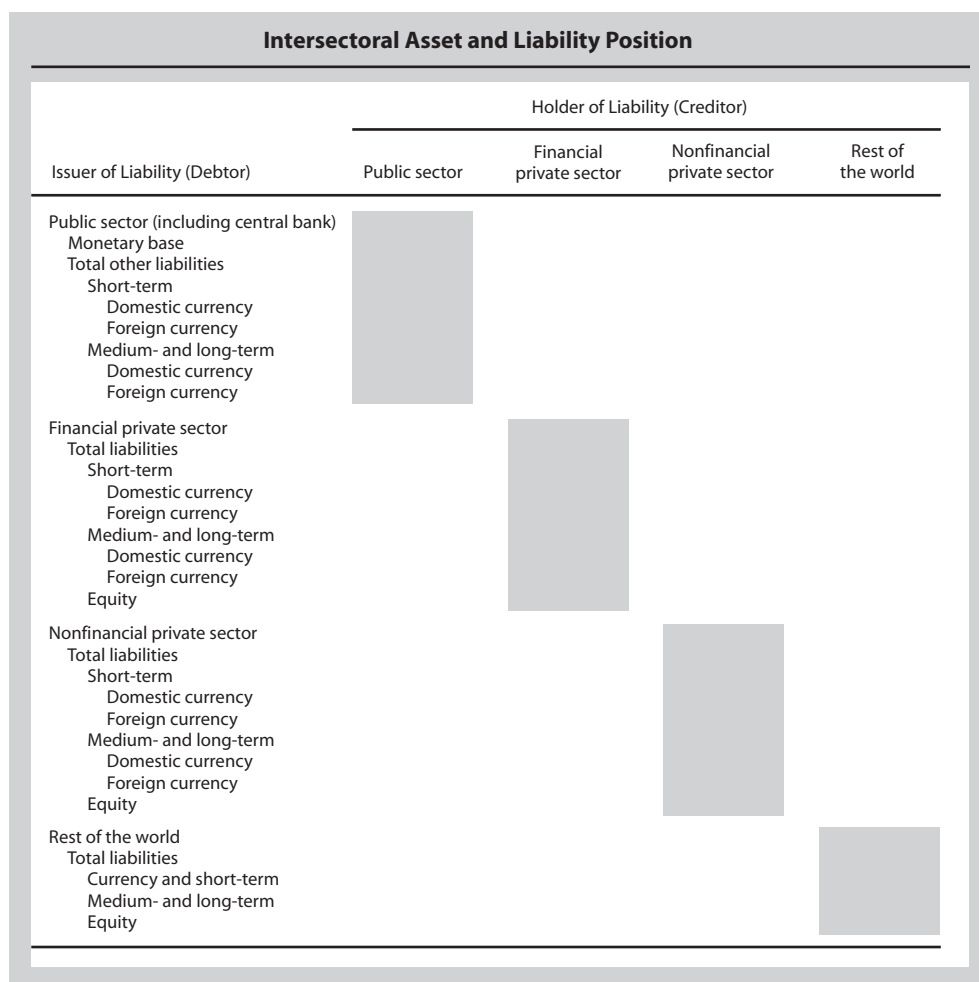 Intersectoral Asset and Liability Position
Holder of Liability (Creditor)
Issuer of Liability (Debtor) Public sector Financial private sector Nonfinancial private sector Rest of the world
Public sector (including central bank)
Monetary base
Total other liabilities
Short-term
Domestic currency
Foreign currency
Medium- and long-term
Domestic currency
Foreign currency
Financial private sector
Total liabilities
Short-term
Domestic currency
Foreign currency
Medium- and long-term
Domestic currency
Foreign currency
Equity
Nonfinancial private sector
Total liabilities
Short-term
Domestic currency
Foreign currency
Medium- and long-term
Domestic currency
Foreign currency
Equity
Rest of the world
Total liabilities
Currency and short-term
Medium- and long-term
Equity